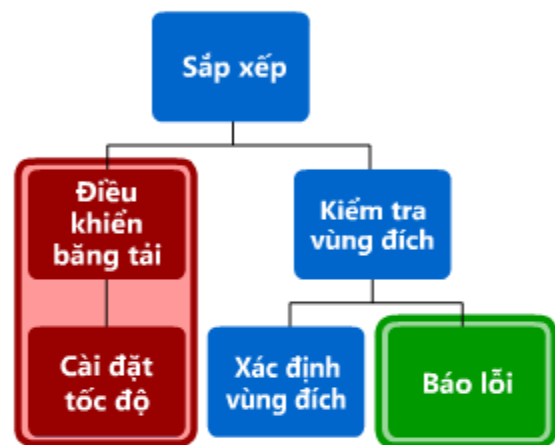 Sắp xếp
Điều
khiển
băng tải
Kiểm tra
vùng đích
Cài đặt
tốc độ
Xác định
vùng đích
Báo lỗi